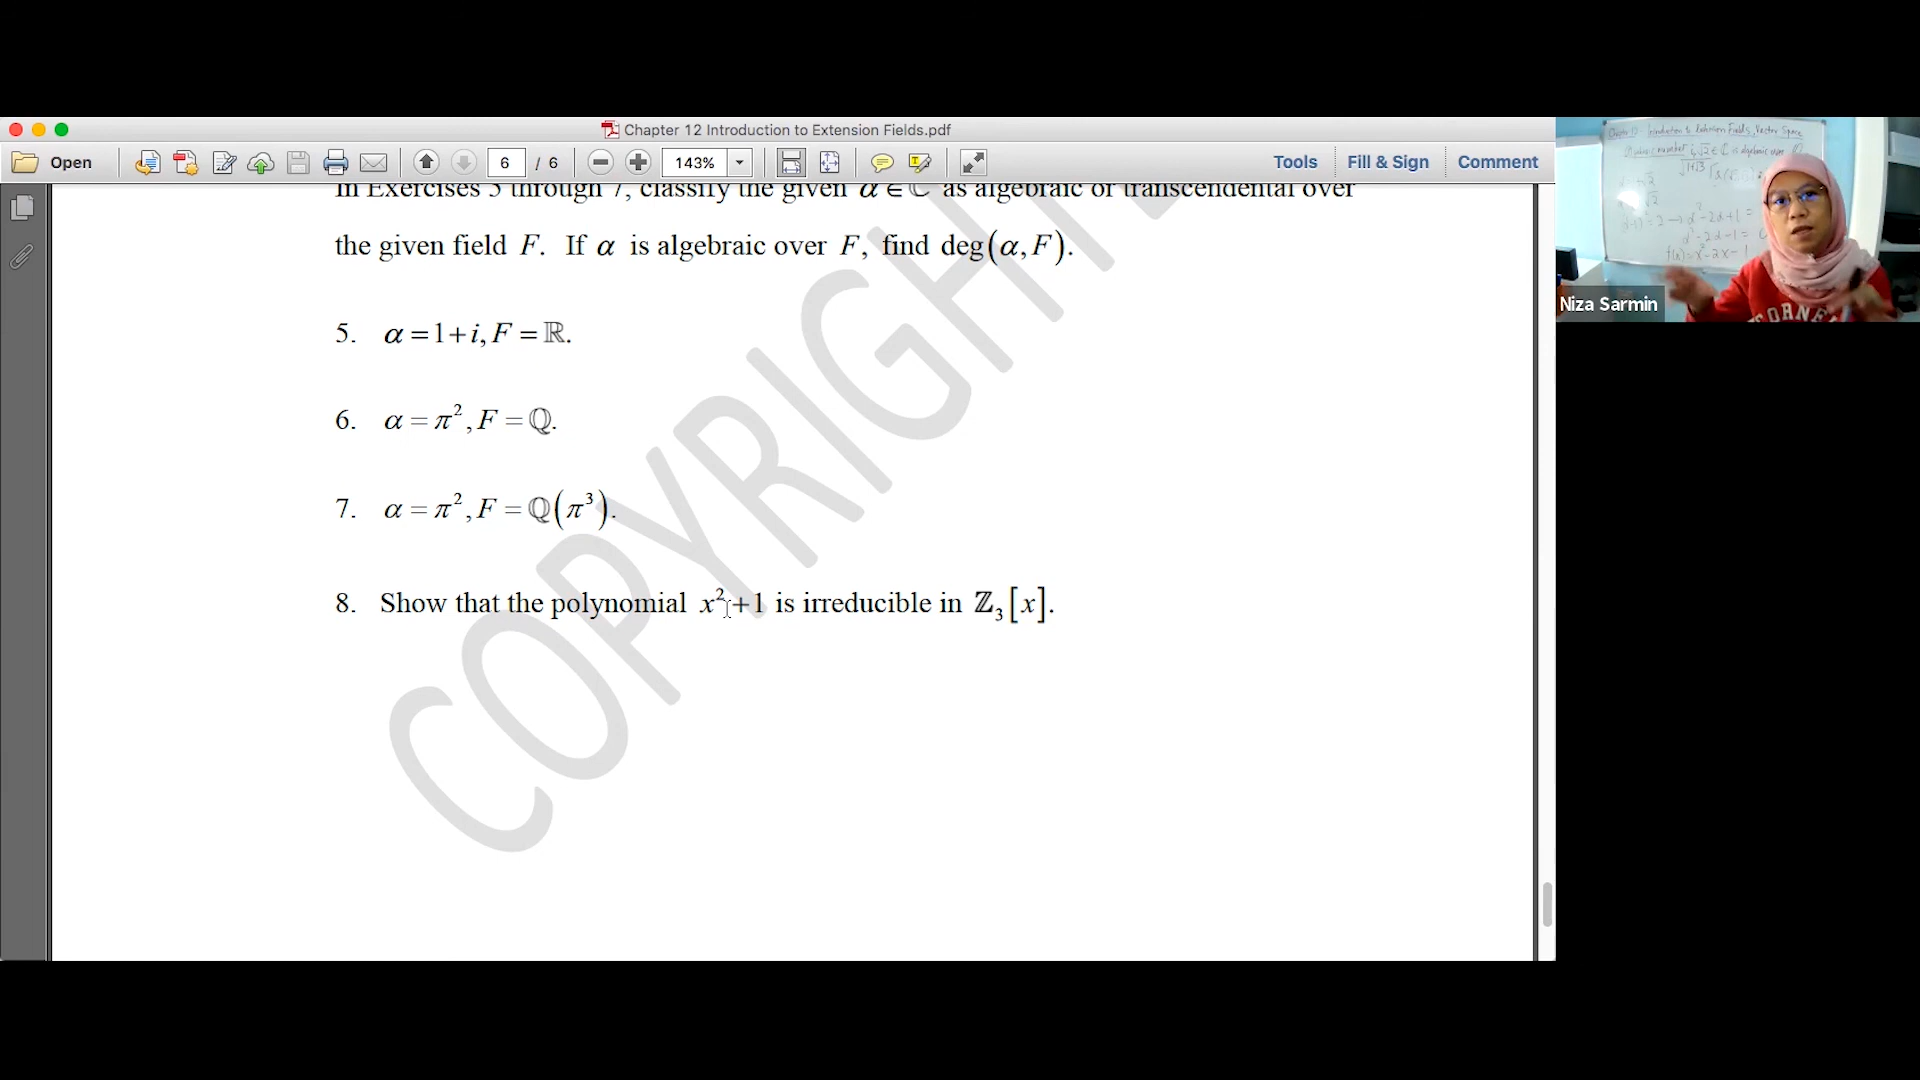 Chapter 12 Introduction to Extension Fields.pdf
Open
6 / 6
143%
Tools
Fill & Sign
Comment
In Exercises 5 through 7, classify the given α ∈ ℂ as algebraic or transcendental over
the given field F. If α is algebraic over F, find deg(α, F).
5. α = 1 + i, F = ℝ.
6. α = π², F = ℚ.
7. α = π², F = ℚ(π³).
8. Show that the polynomial x² + 1 is irreducible in ℤ₃[x].
COPYRIGHT
Niza Sarmin